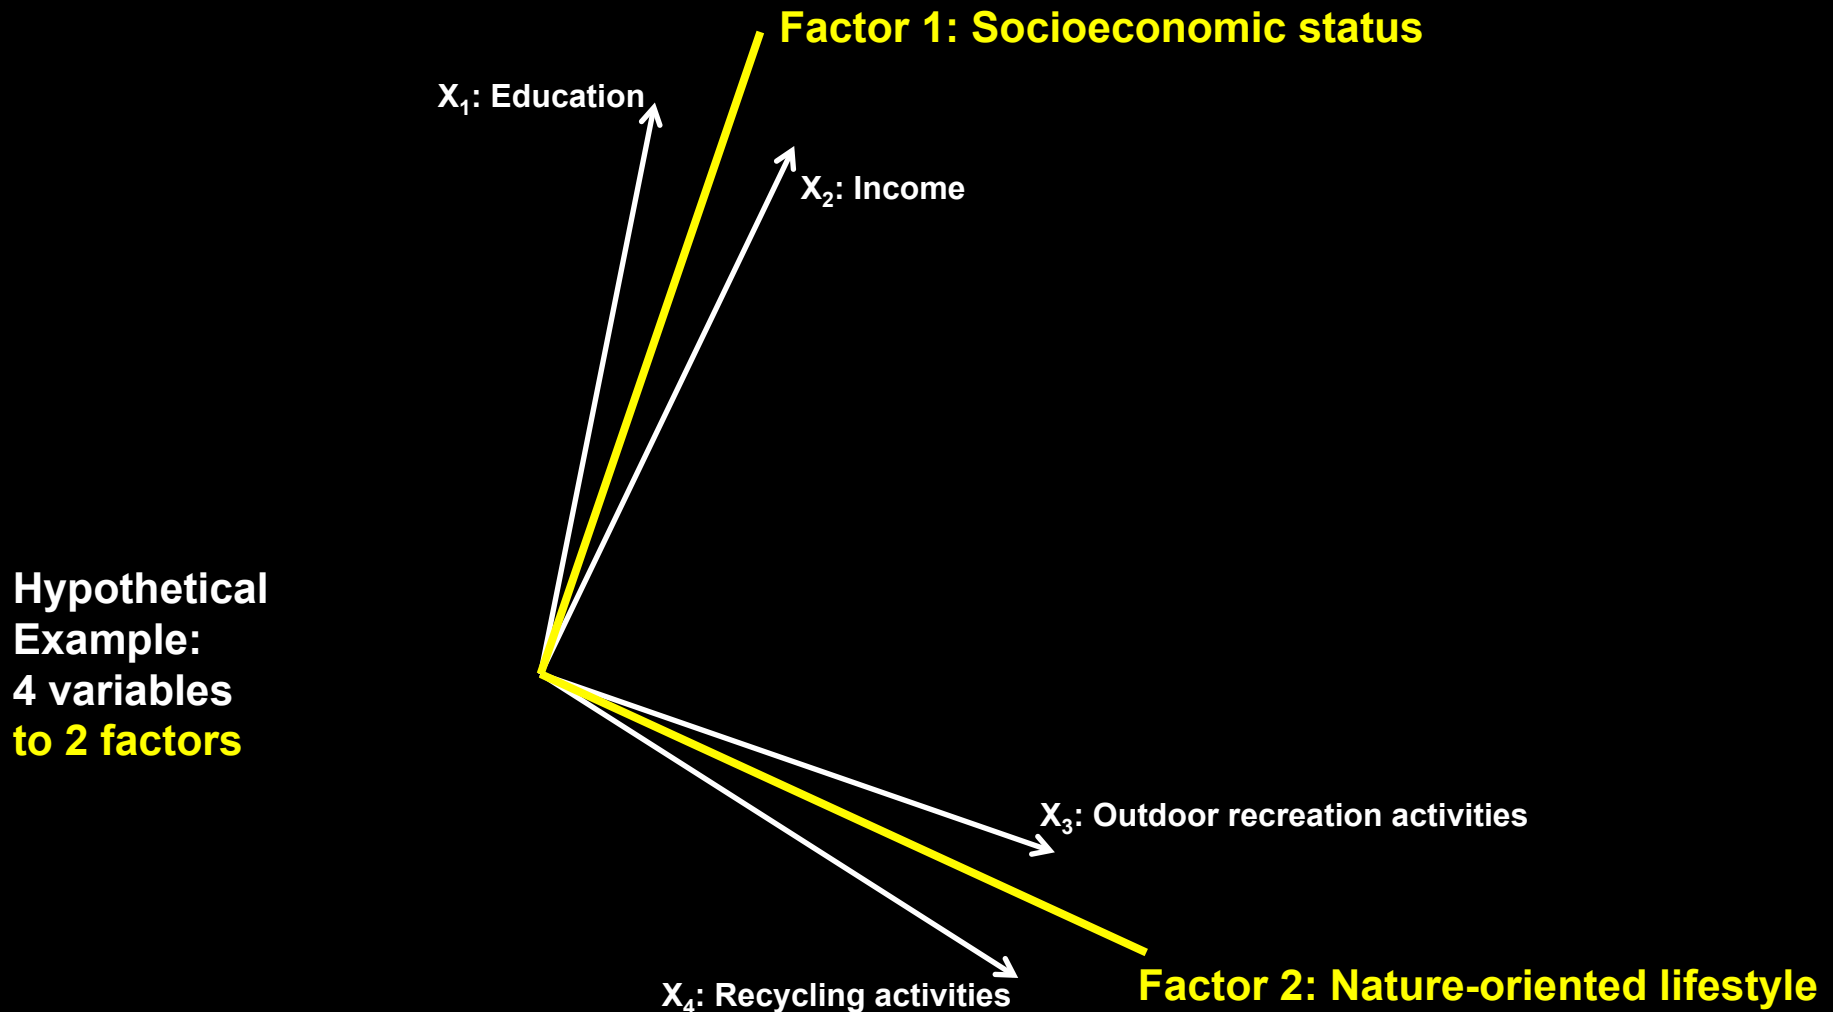 Factor 1: Socioeconomic status
X₁: Education
X₂: Income
Hypothetical
Example:
4 variables
to 2 factors
X₃: Outdoor recreation activities
Factor 2: Nature-oriented lifestyle
X₄: Recycling activities